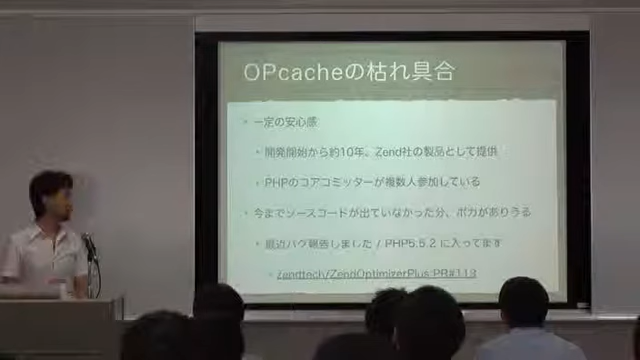 OPcacheの枯れ具合
一定の安心感
開発開始から約10年、Zend社の製品として提供
PHPのコアコミッターが複数人参加している
今までソースコードが出ていなかった分、ポカがありうる
最近バグ報告しました / PHP5.5.2 に入ってます
Zendtech/ZendOptimizerPlus PR#113